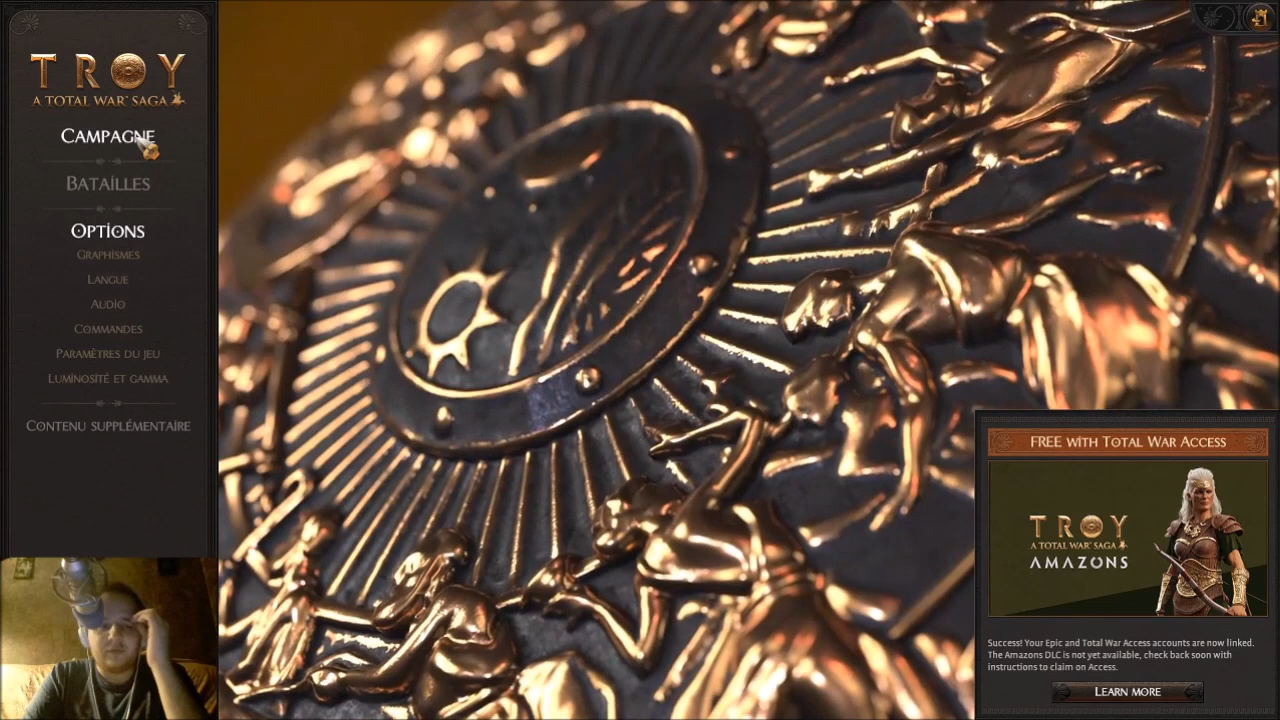 TROY
A TOTAL WAR SAGA
CAMPAGNE
BATAILLES
OPTIONS
GRAPHISMES
LANGUE
AUDIO
COMMANDES
PARAMÈTRES DU JEU
LUMINOSITÉ ET GAMMA
CONTENU SUPPLÉMENTAIRE
FREE WITH TOTAL WAR ACCESS
TROY
A TOTAL WAR SAGA
AMAZONS
Success! Your Epic and Total War Access accounts are now linked.
The Amazons DLC is not yet available, check back soon with
instructions to claim on Access.
LEARN MORE